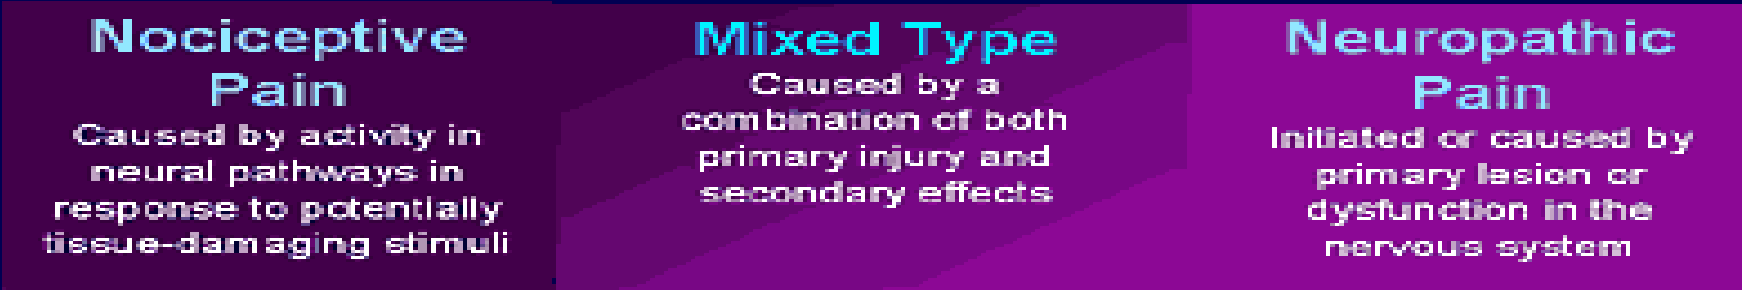 Nociceptive
Pain
Caused by activity in
neural pathways in
response to potentially
tissue-damaging stimuli
Mixed Type
Caused by a
combination of both
primary injury and
secondary effects
Neuropathic
Pain
Initiated or caused by
primary lesion or
dysfunction in the
nervous system